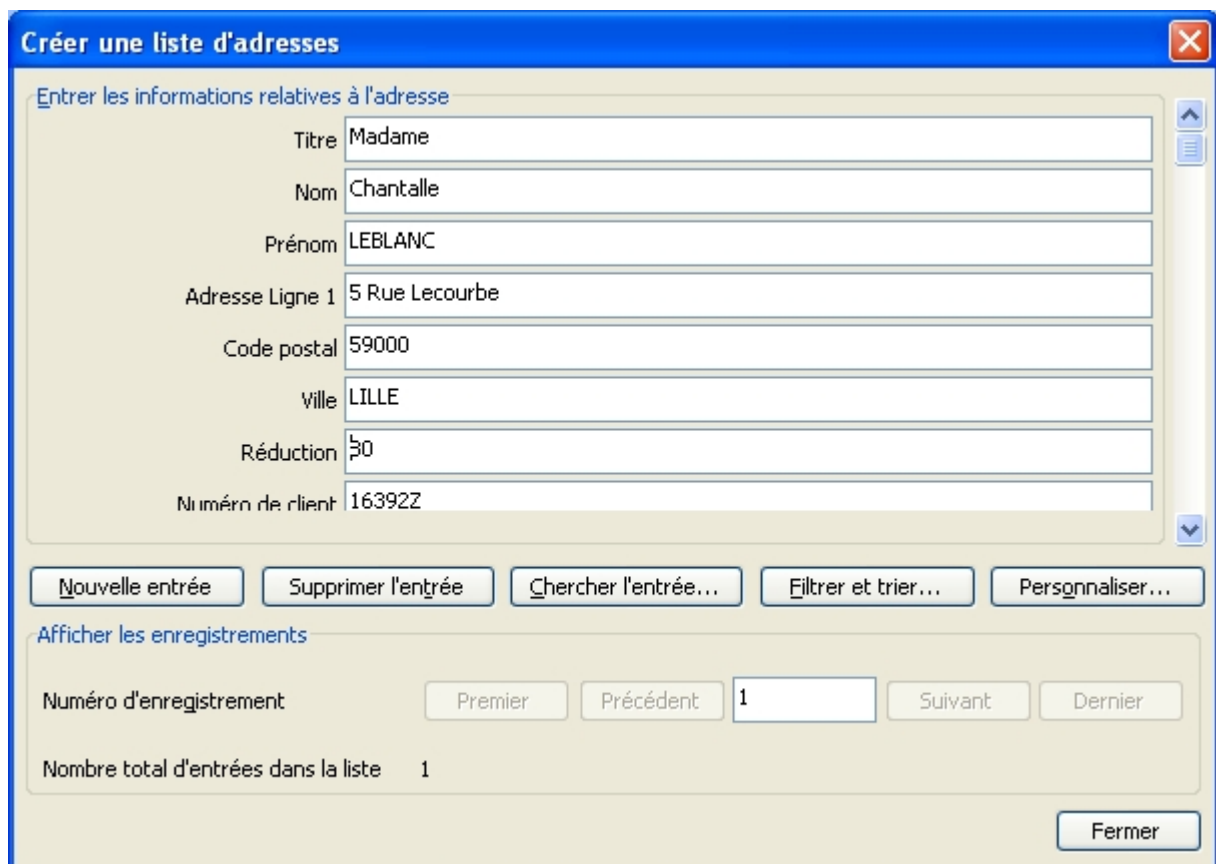 Créer une liste d'adresses
Entrer les informations relatives à l'adresse
Titre Madame
Nom Chantalle
Prénom LEBLANC
Adresse Ligne 1 5 Rue Lecourbe
Code postal 59000
Ville LILLE
Réduction 30
Numéro de client 16392Z
Nouvelle entrée Supprimer l'entrée Chercher l'entrée... Filtrer et trier... Personnaliser...
Afficher les enregistrements
Numéro d'enregistrement Premier Précédent 1 Suivant Dernier
Nombre total d'entrées dans la liste 1
Fermer